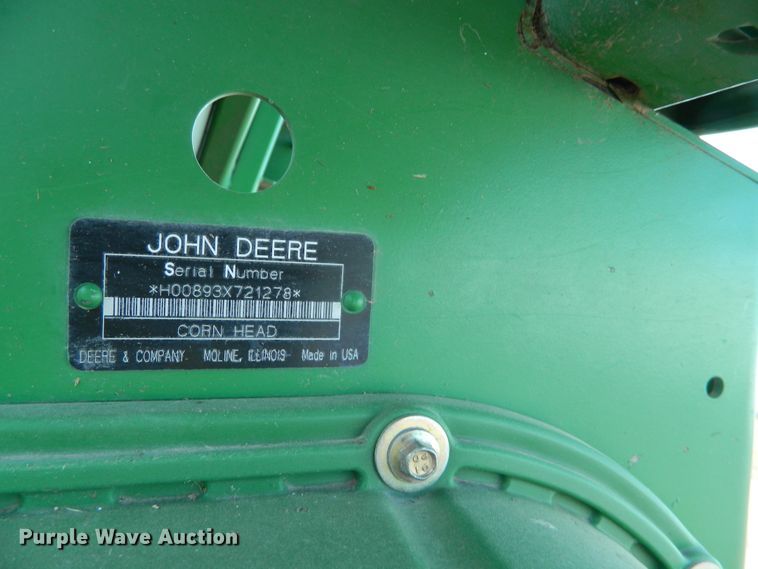 JOHN DEERE
Serial Number
*H00893X721278*
CORN HEAD
DEERE & COMPANY MOLINE, ILLINOIS Made in USA
Purple Wave Auction